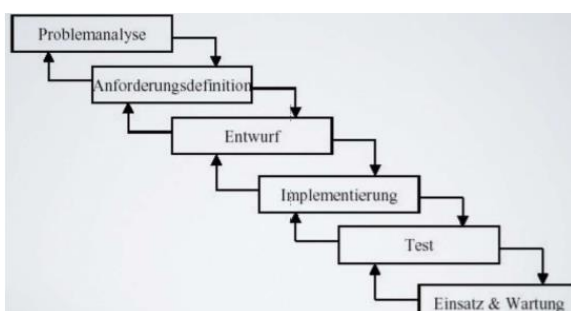 Problemanalyse
Anforderungsdefinition
Entwurf
Implementierung
Test
Einsatz & Wartung